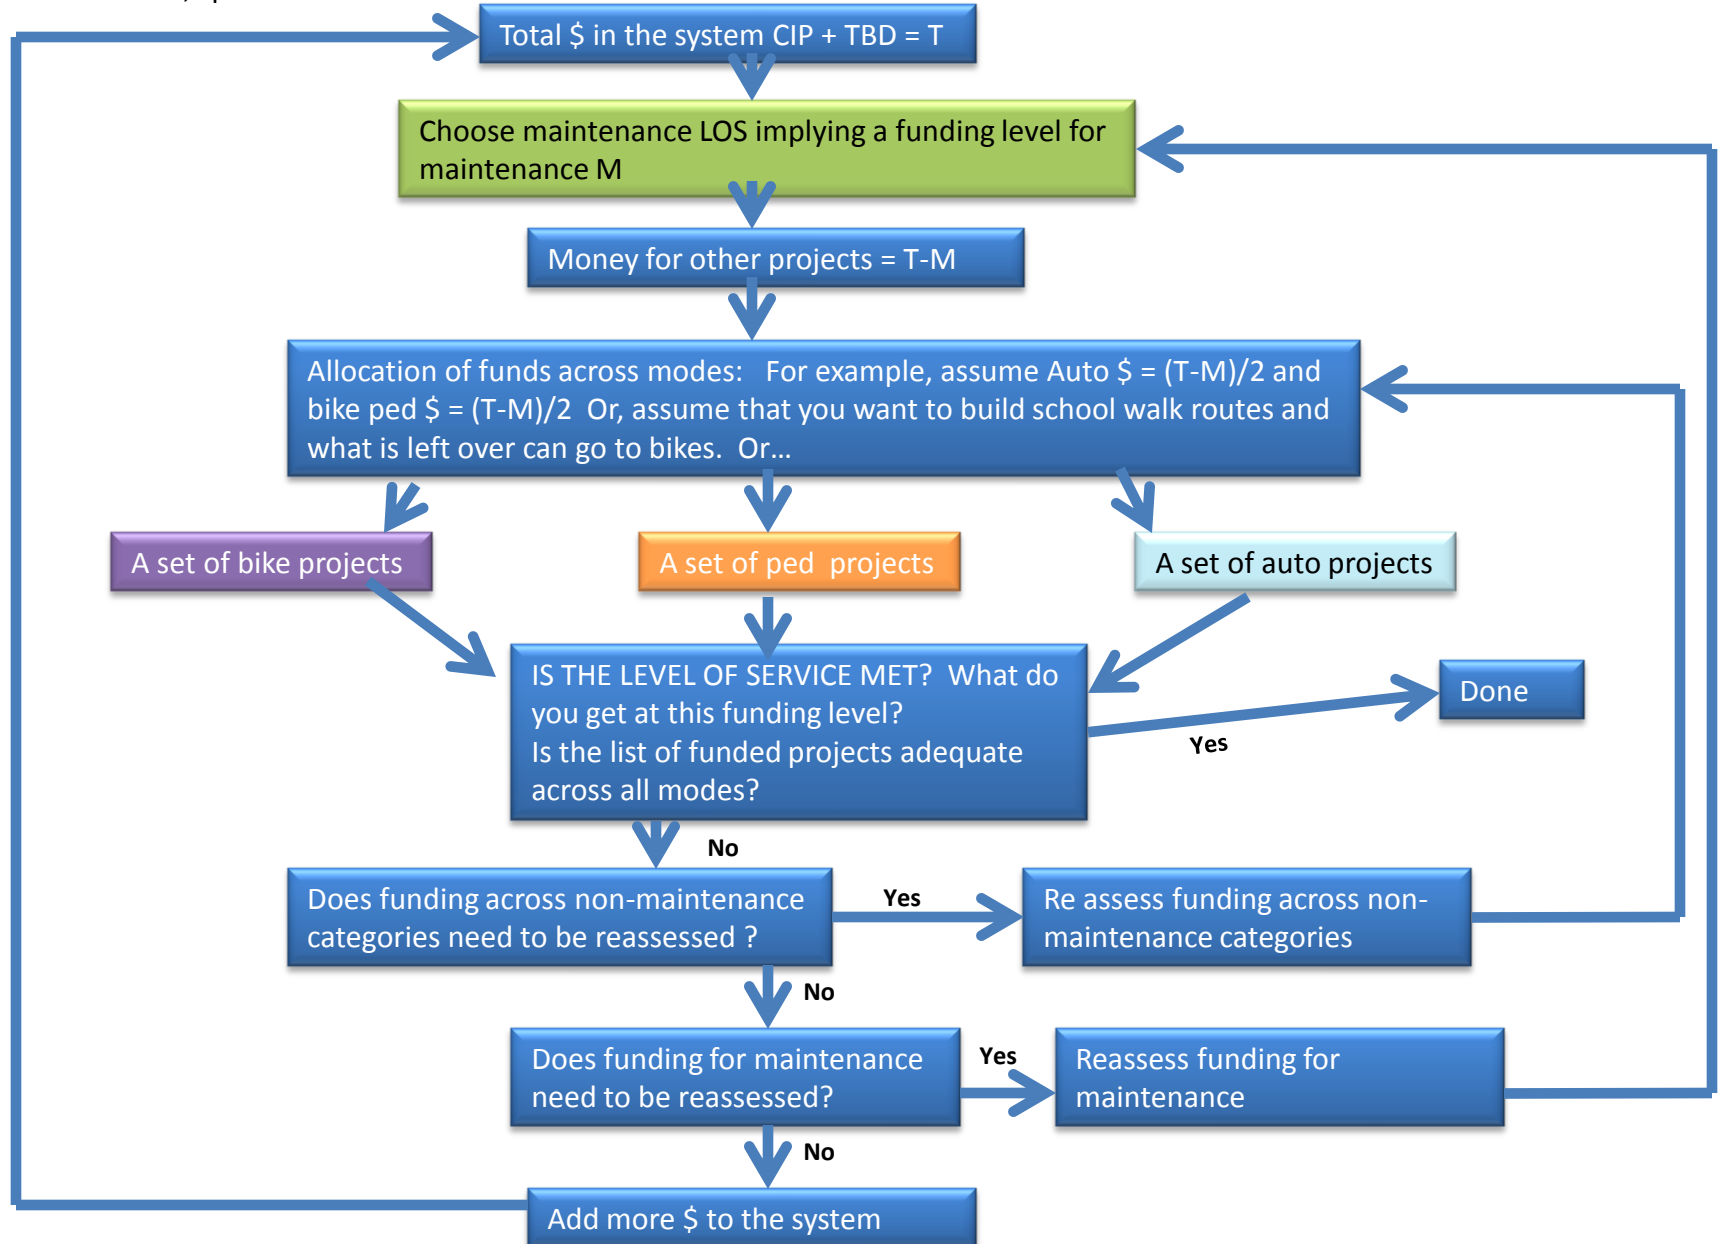 Total $ in the system CIP + TBD = T
Choose maintenance LOS implying a funding level for
maintenance M
Money for other projects = T-M
Allocation of funds across modes:   For example, assume Auto $ = (T-M)/2 and
bike ped $ = (T-M)/2  Or, assume that you want to build school walk routes and
what is left over can go to bikes.  Or…
A set of bike projects
A set of ped  projects
A set of auto projects
IS THE LEVEL OF SERVICE MET?  What do
you get at this funding level?
Is the list of funded projects adequate
across all modes?
Done
Yes
No
Does funding across non-maintenance
categories need to be reassessed ?
Yes
Re assess funding across non-
maintenance categories
No
Does funding for maintenance
need to be reassessed?
Yes
Reassess funding for
maintenance
No
Add more $ to the system